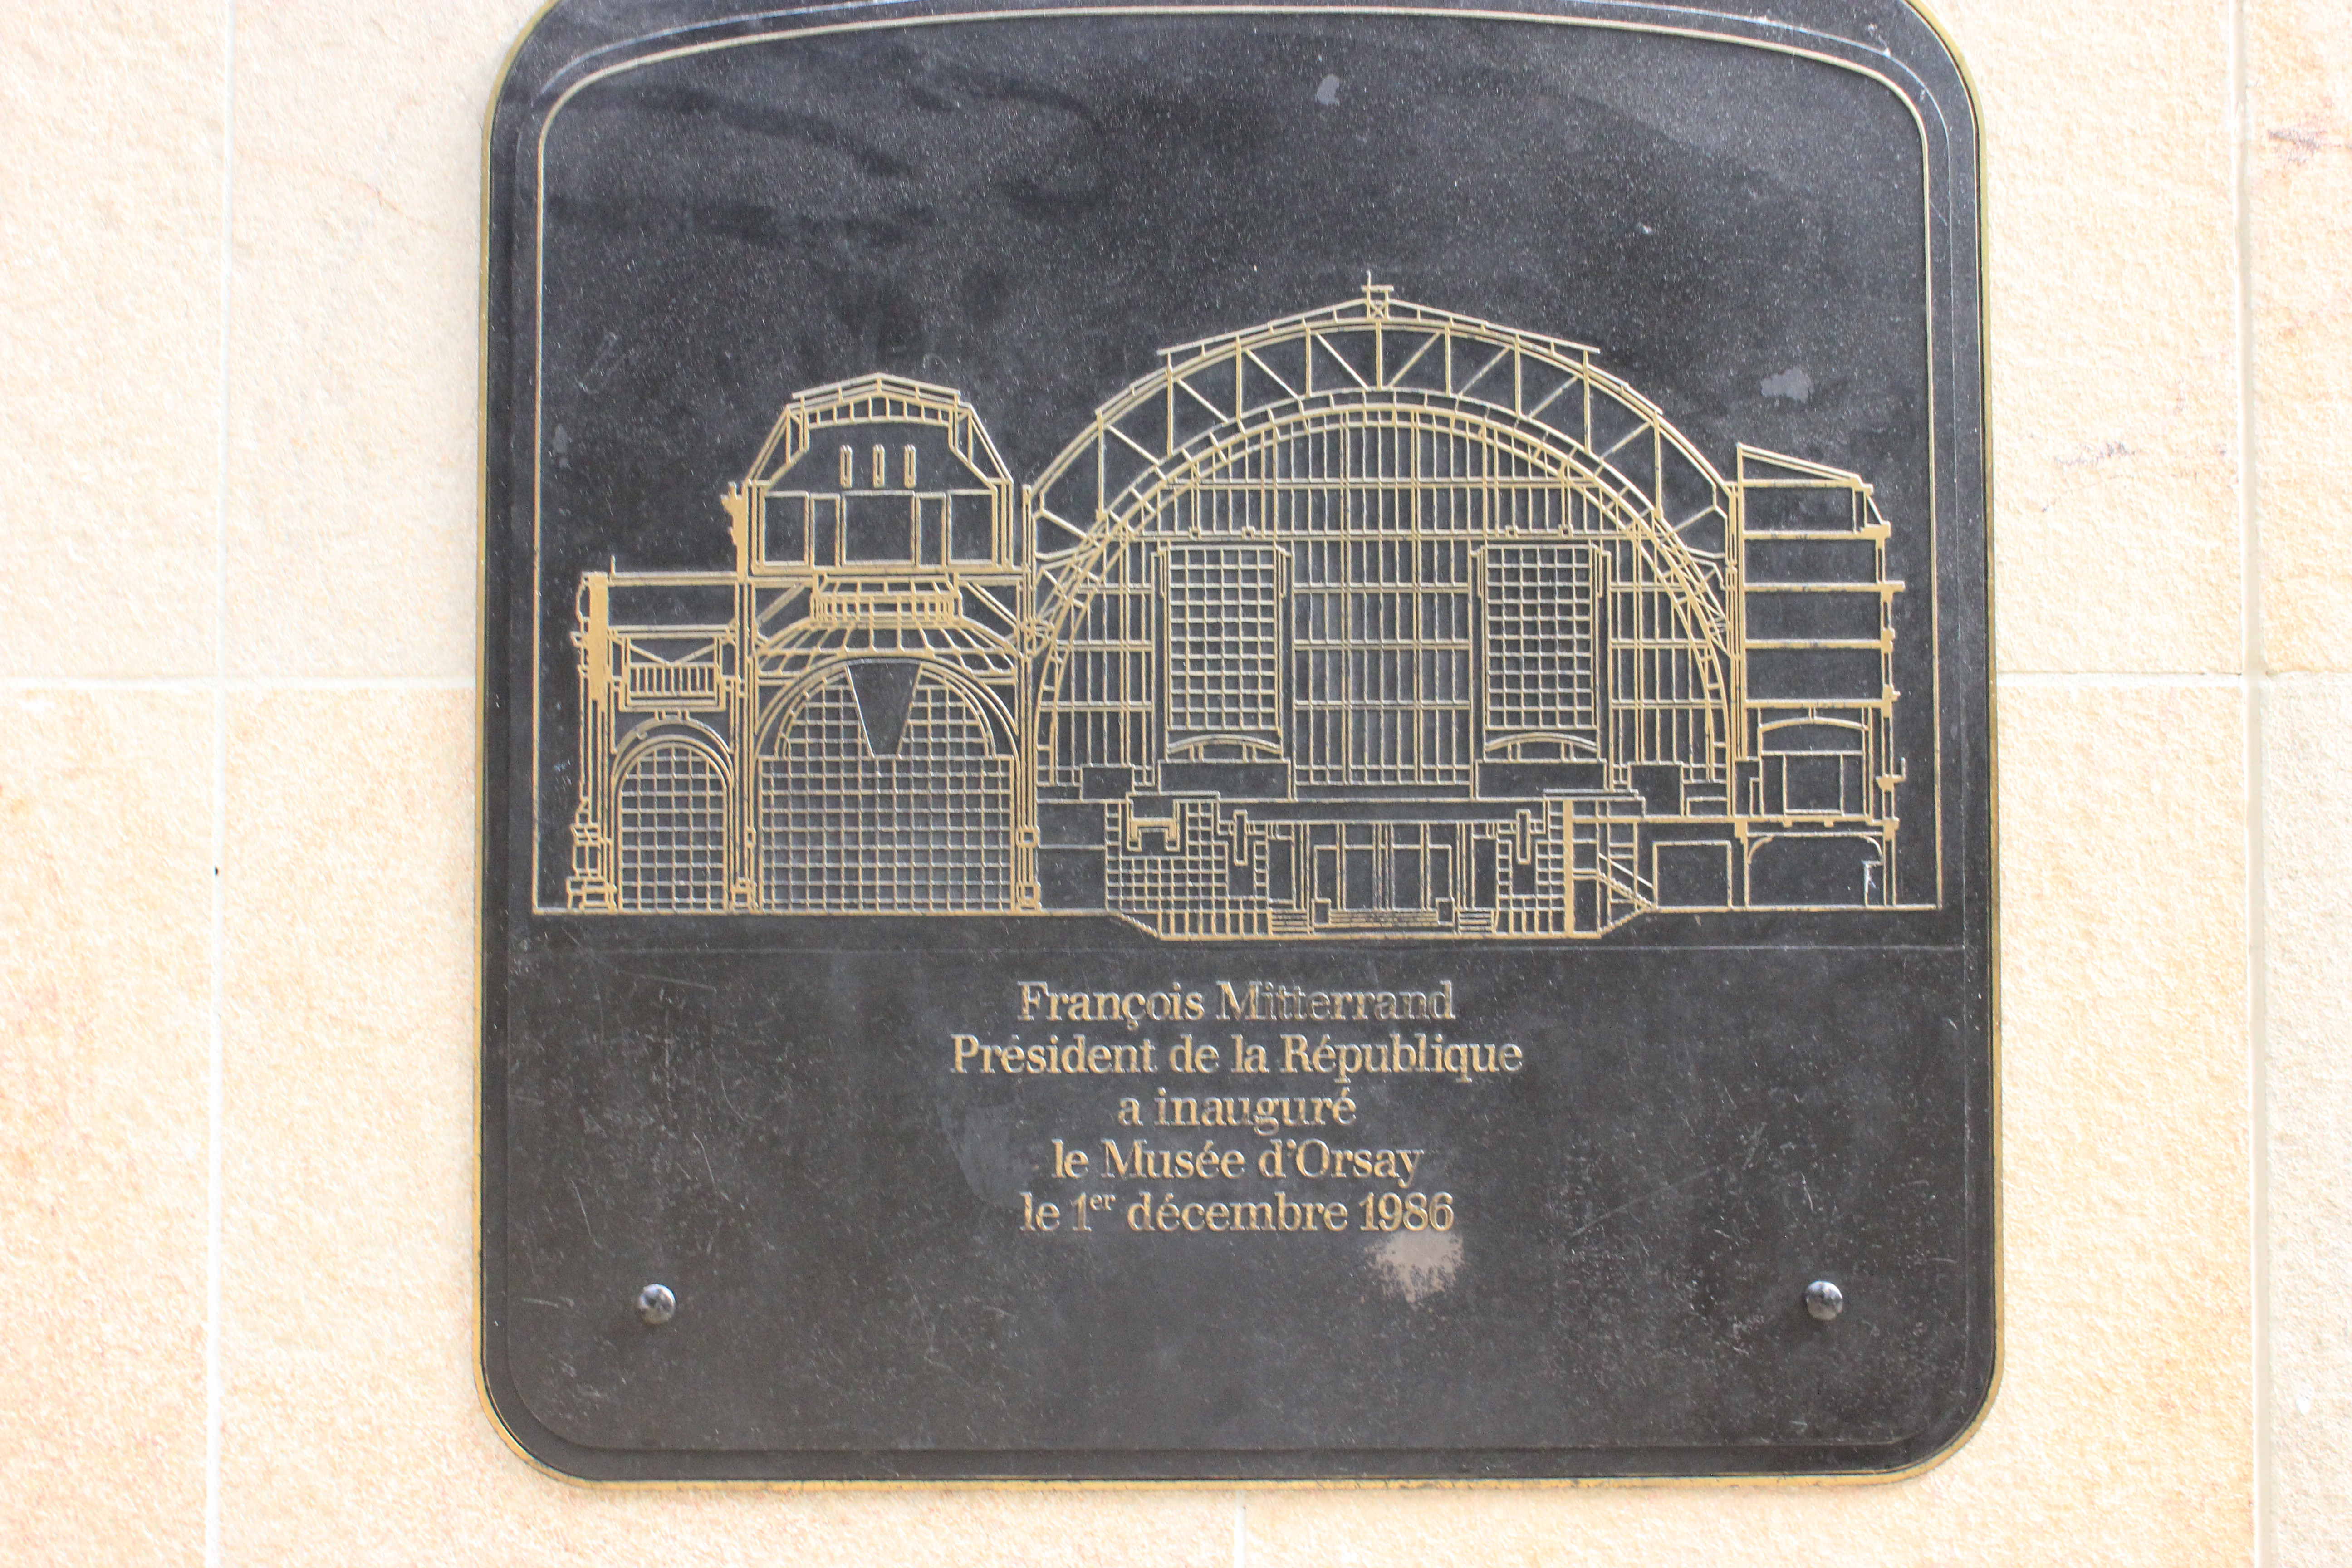 François Mitterrand
Président de la République
a inauguré
le Musée d'Orsay
le 1er décembre 1986